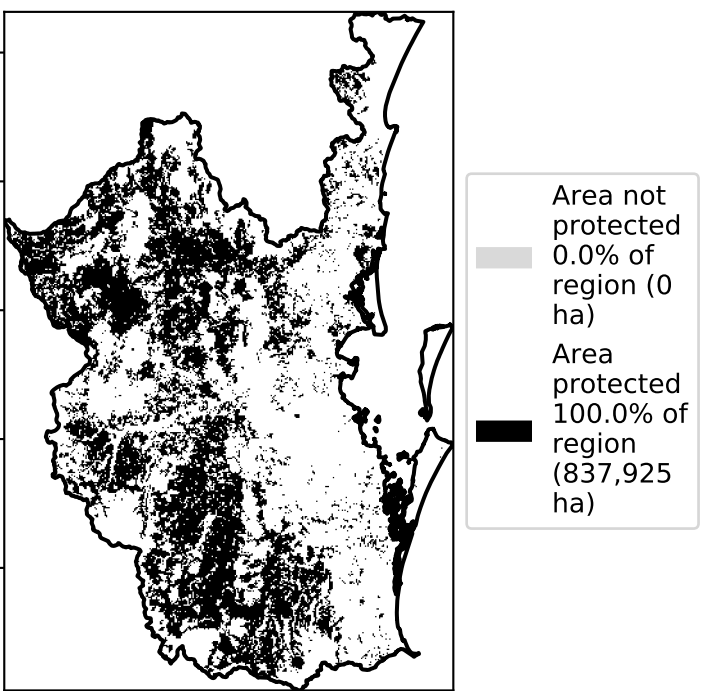 Area not
protected
0.0% of
region (0
ha)
Area
protected
100.0% of
region
(837,925
ha)